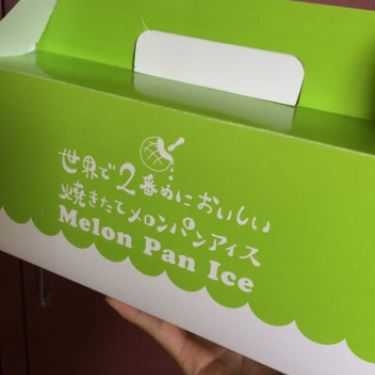 世界で2番めにおいしい
焼きたてメロンパンアイス
Melon Pan Ice